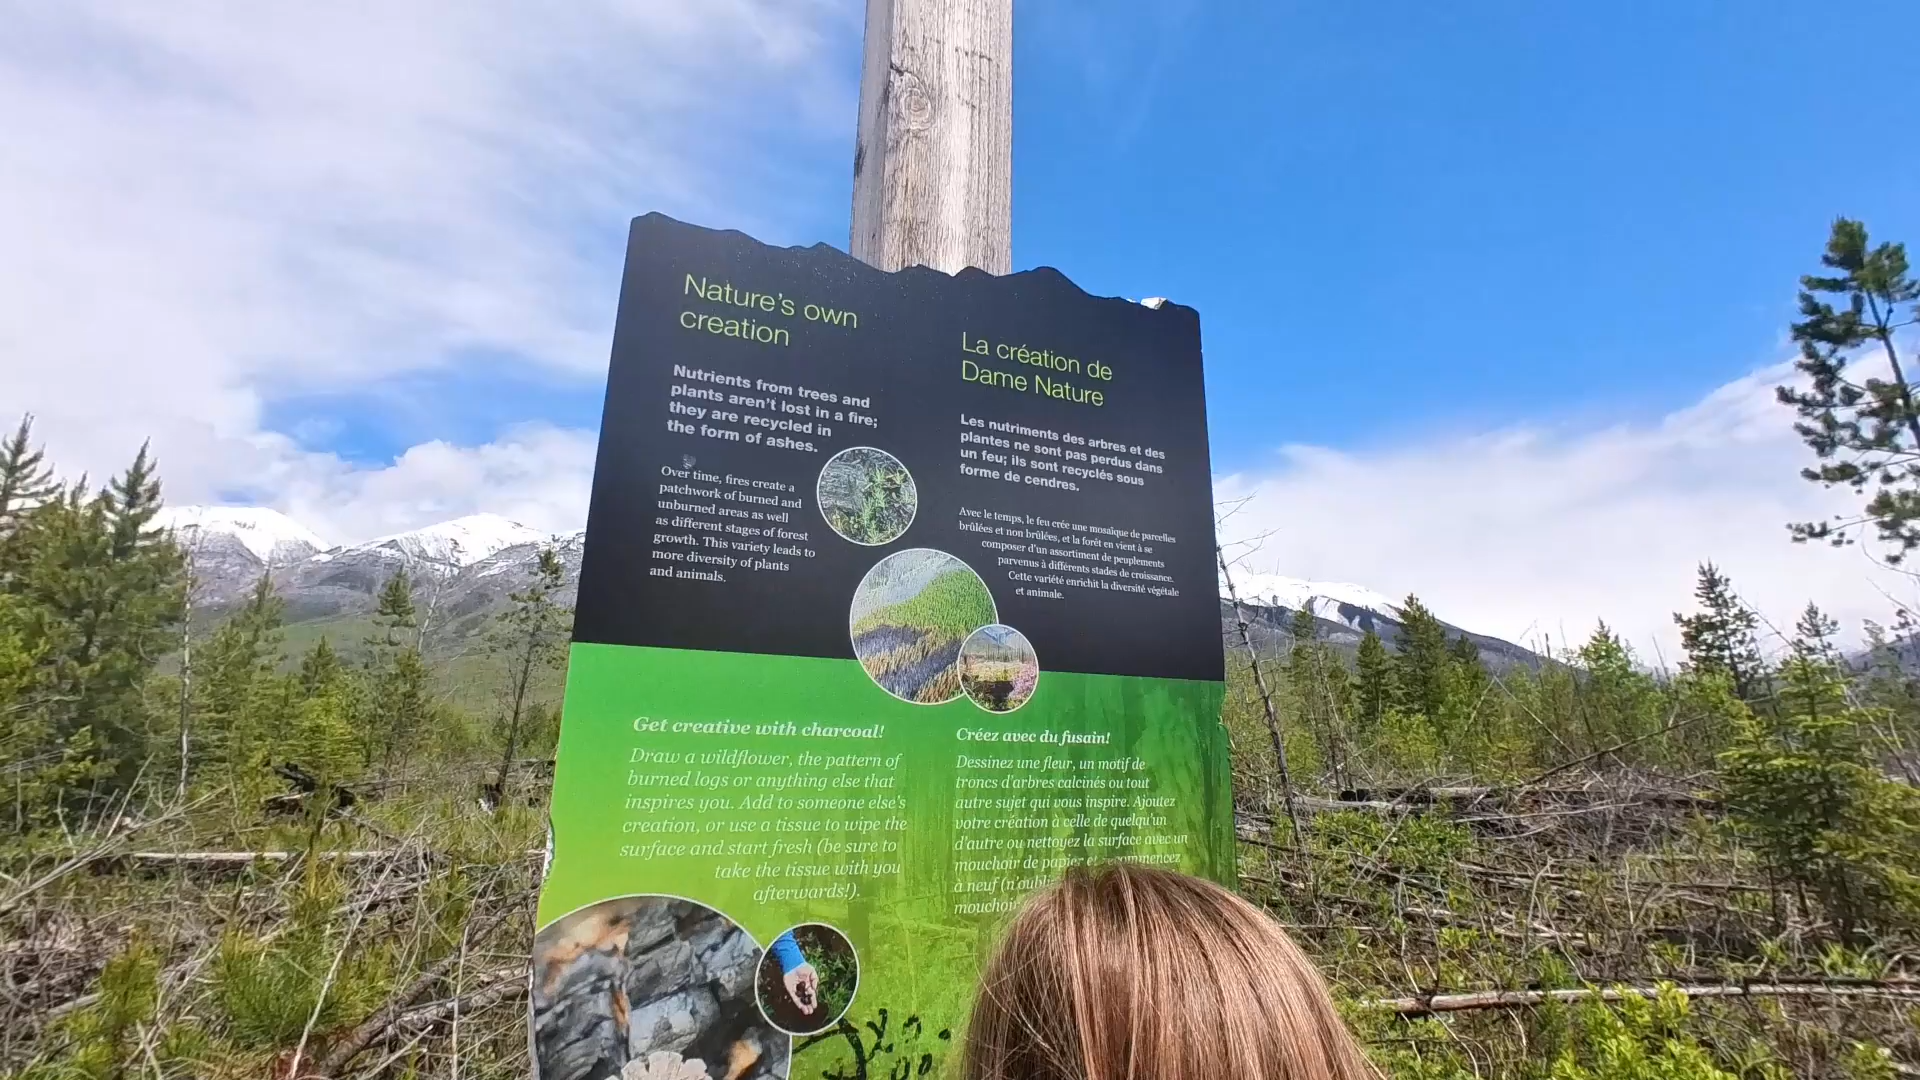 Nature's own
creation
Nutrients from trees and
plants aren't lost in a fire;
they are recycled in
the form of ashes.
Over time, fires create a
patchwork of burned and
unburned areas as well
as different stages of forest
growth. This variety leads to
more diversity of plants
and animals.
La création de
Dame Nature
Les nutriments des arbres et des
plantes ne sont pas perdus dans
un feu; ils sont recyclés sous
forme de cendres.
Avec le temps, le feu crée une mosaïque de parcelles
brûlées et non brûlées, et la forêt en vient à se
composer d'un assortiment de peuplements
parvenus à différents stades de croissance.
Cette variété enrichit la diversité végétale
et animale.
Get creative with charcoal!
Draw a wildflower, the pattern of
burned logs or anything else that
inspires you. Add to someone else's
creation, or use a tissue to wipe the
surface and start fresh (be sure to
take the tissue with you
afterwards!).
Créez avec du fusain!
Dessinez une fleur, un motif de
troncs d'arbres calcinés ou tout
autre sujet qui vous inspire. Ajoutez
votre création à celle de quelqu'un
d'autre ou nettoyez la surface avec un
mouchoir de papier et
à neuf